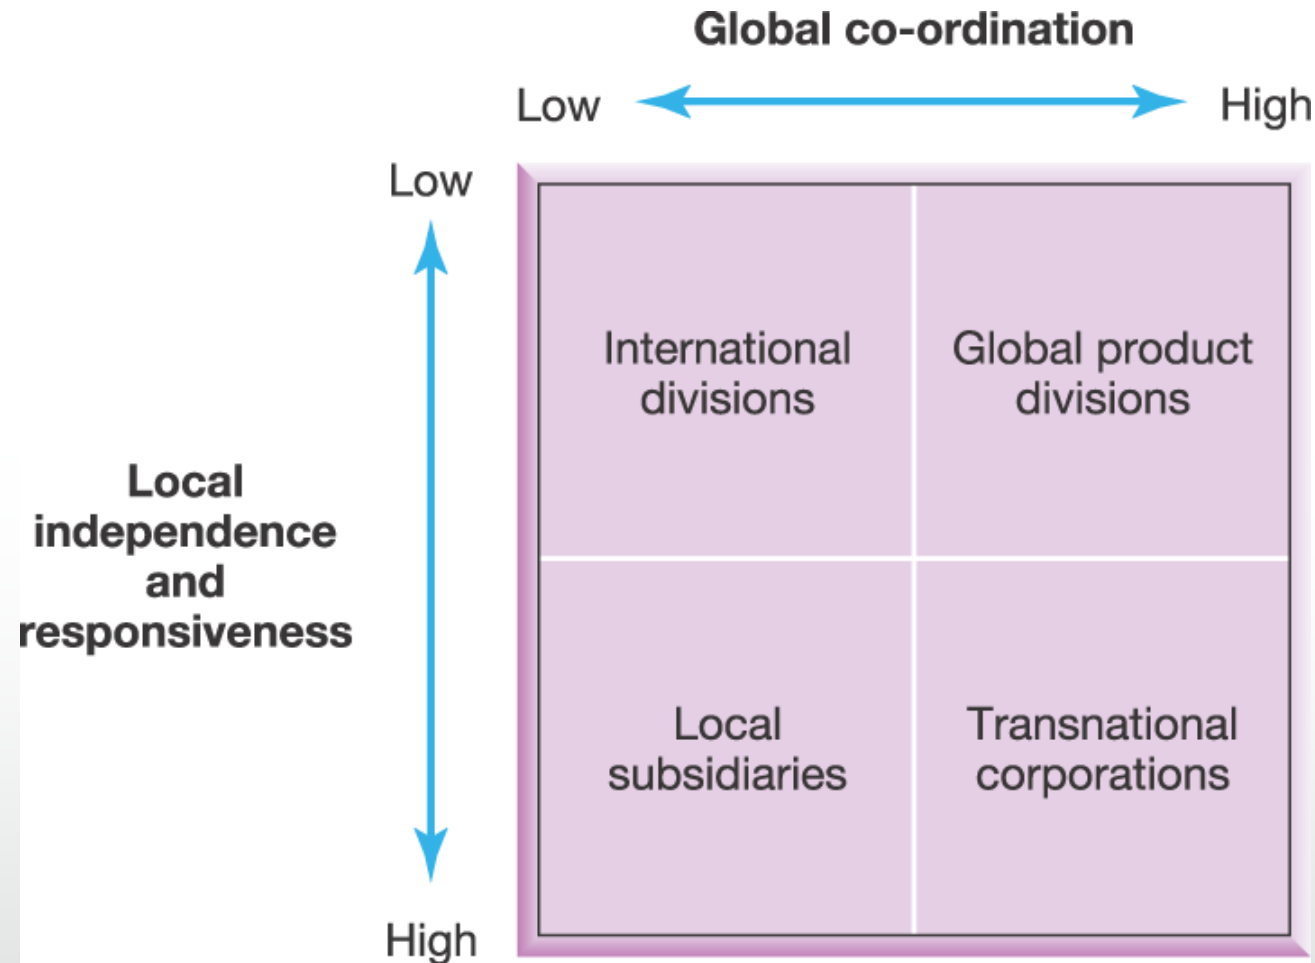 Global co-ordination
Low
High
Low
International
divisions
Global product
divisions
Local
independence
and
responsiveness
Local
subsidiaries
Transnational
corporations
High